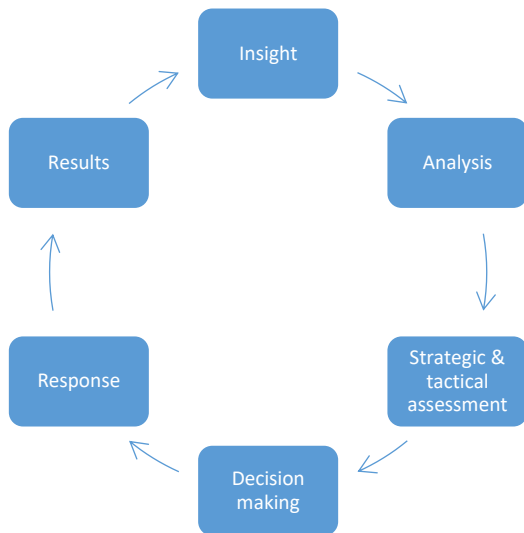 Insight
Analysis
Strategic &
tactical
assessment
Decision
making
Response
Results